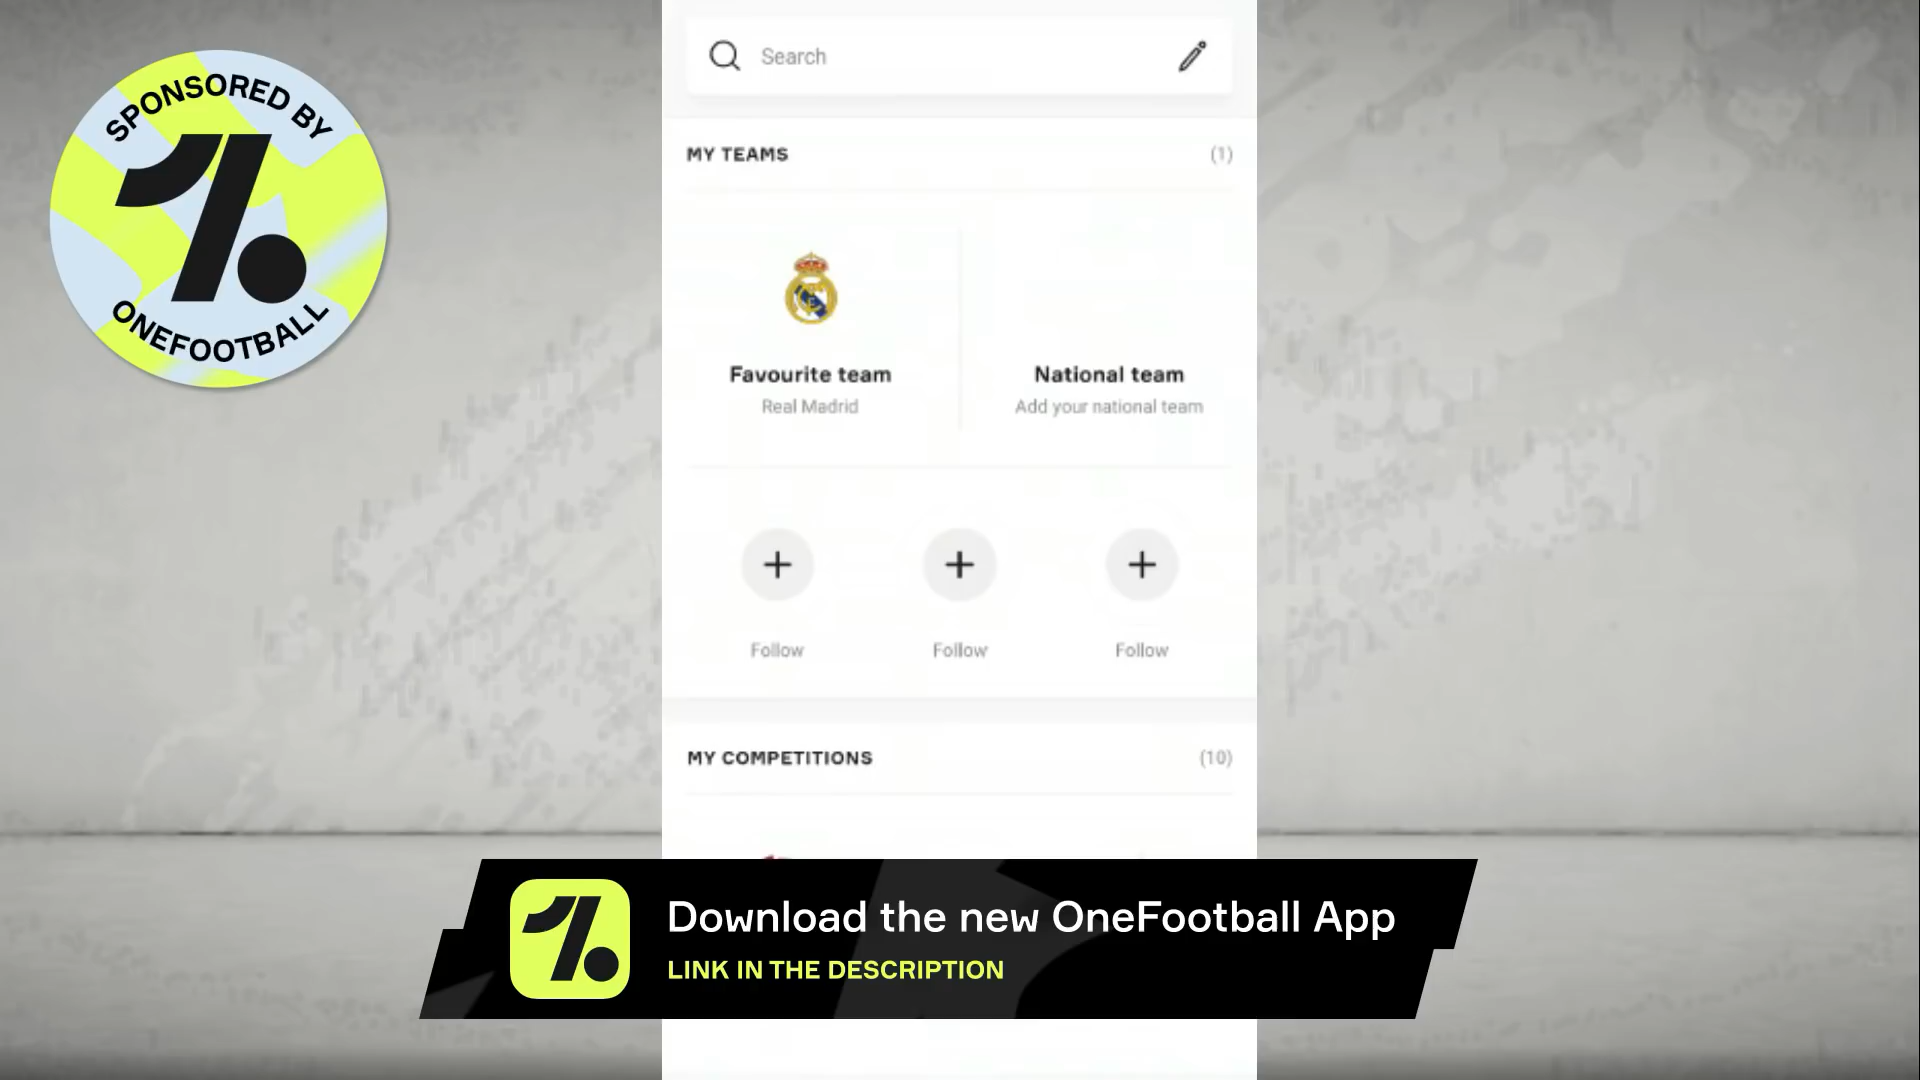 SPONSORED BY
ONEFOOTBALL
Search
MY TEAMS
(1)
Favourite team
Real Madrid
National team
Add your national team
Follow
Follow
Follow
MY COMPETITIONS
(10)
Download the new OneFootball App
LINK IN THE DESCRIPTION